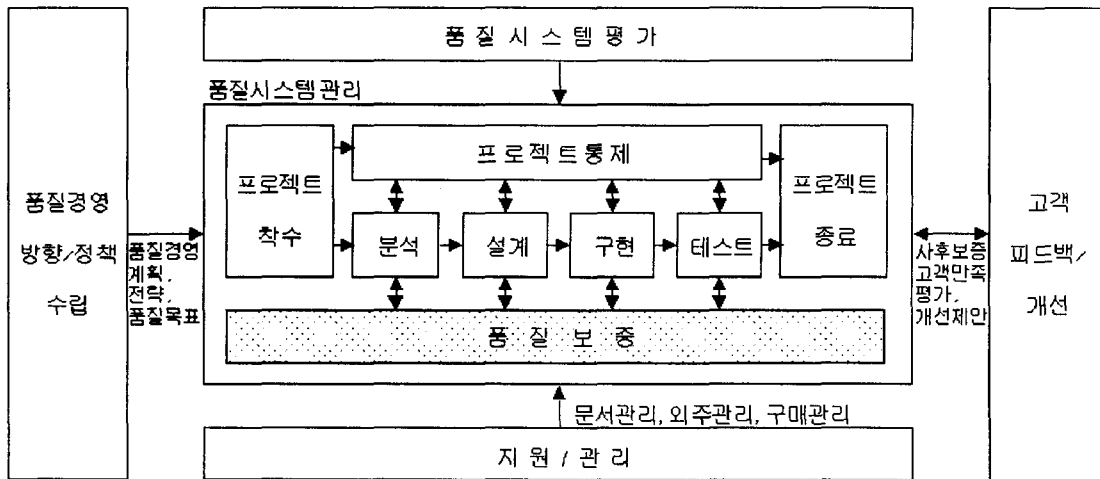 품 질 시 스 템 평 가
품질시스템관리
프로젝트통제
프로젝트
착수
프로젝트
종료
분석
설계
구현
테스트
품 질 보 증
품질경영
방향/정책
수립
품질경영
계획,
전략,
품질목표
사후보증
고객만족
평가,
개선제안
고객
피드백/
개선
문서관리, 외주관리, 구매관리
지 원 / 관 리